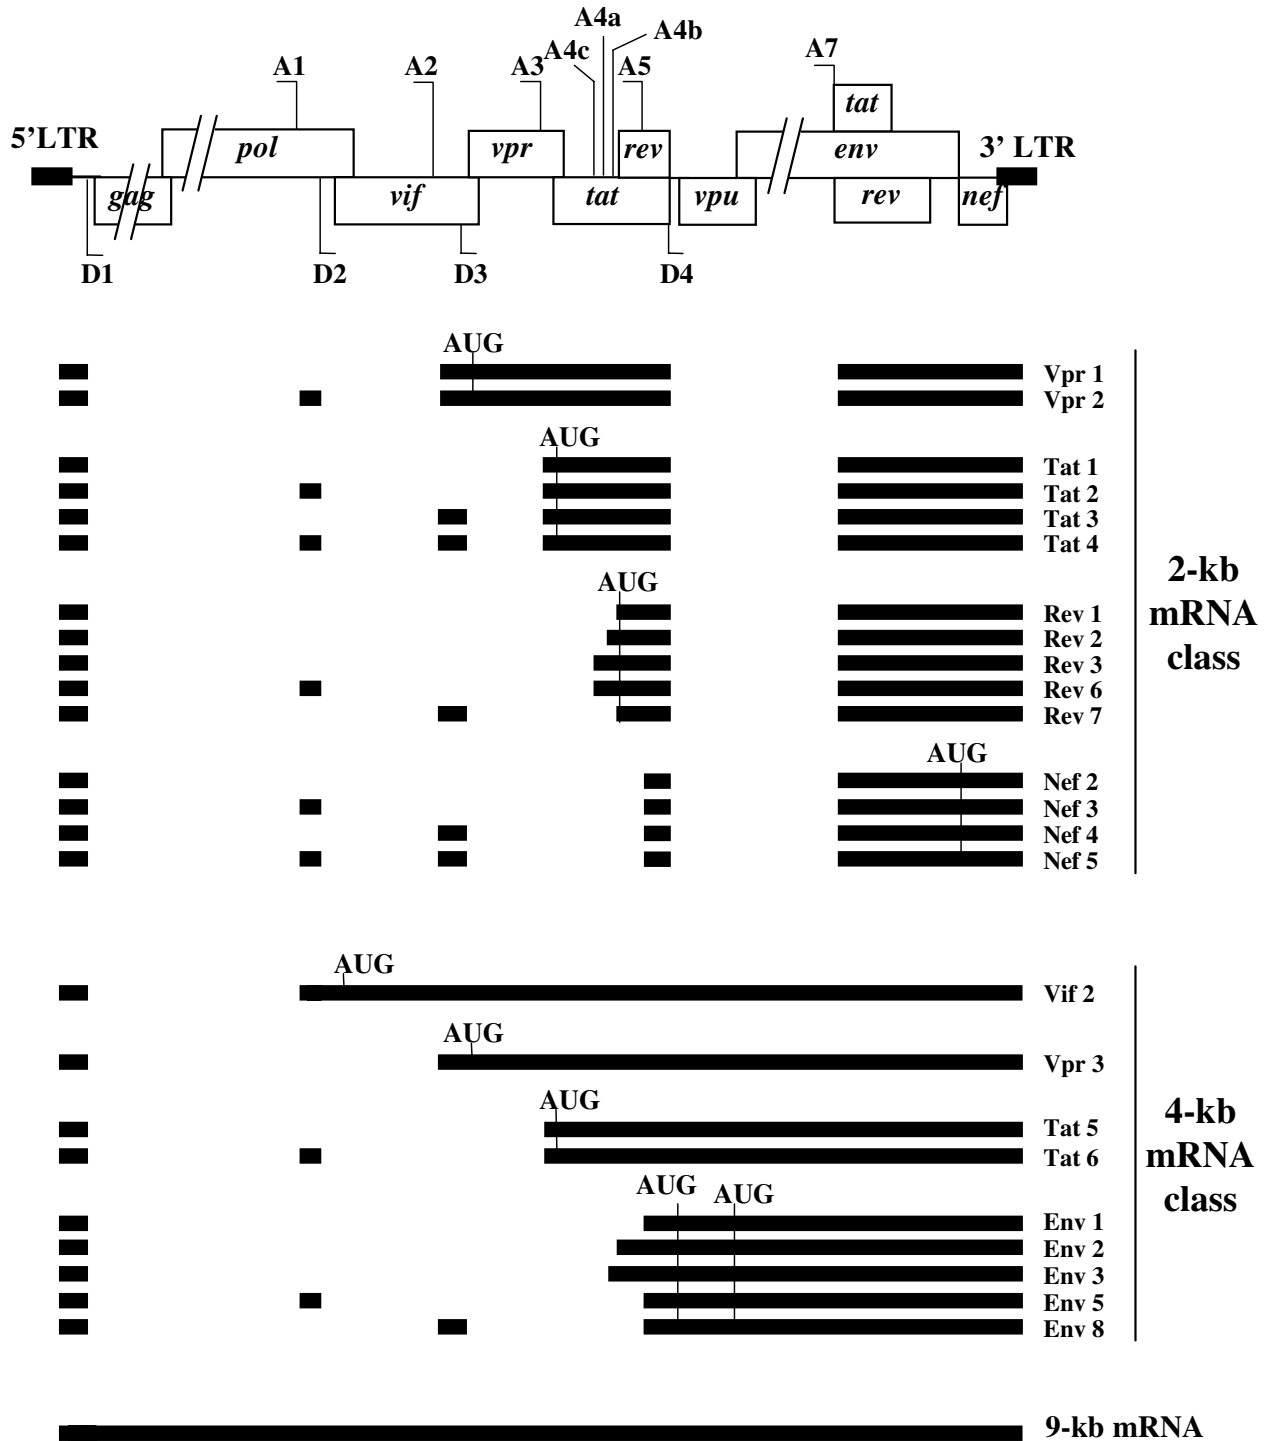 A4a
A4b
A4c
A7
A1
A2
A3
A5
tat
5'LTR
pol
vpr
rev
env
3' LTR
gag
vif
tat
vpu
rev
nef
D1
D2
D3
D4
AUG
Vpr 1
Vpr 2
AUG
Tat 1
Tat 2
Tat 3
Tat 4
2-kb
mRNA
class
AUG
Rev 1
Rev 2
Rev 3
Rev 6
Rev 7
AUG
Nef 2
Nef 3
Nef 4
Nef 5
AUG
Vif 2
AUG
Vpr 3
4-kb
mRNA
class
AUG
Tat 5
Tat 6
AUG AUG
Env 1
Env 2
Env 3
Env 5
Env 8
9-kb mRNA